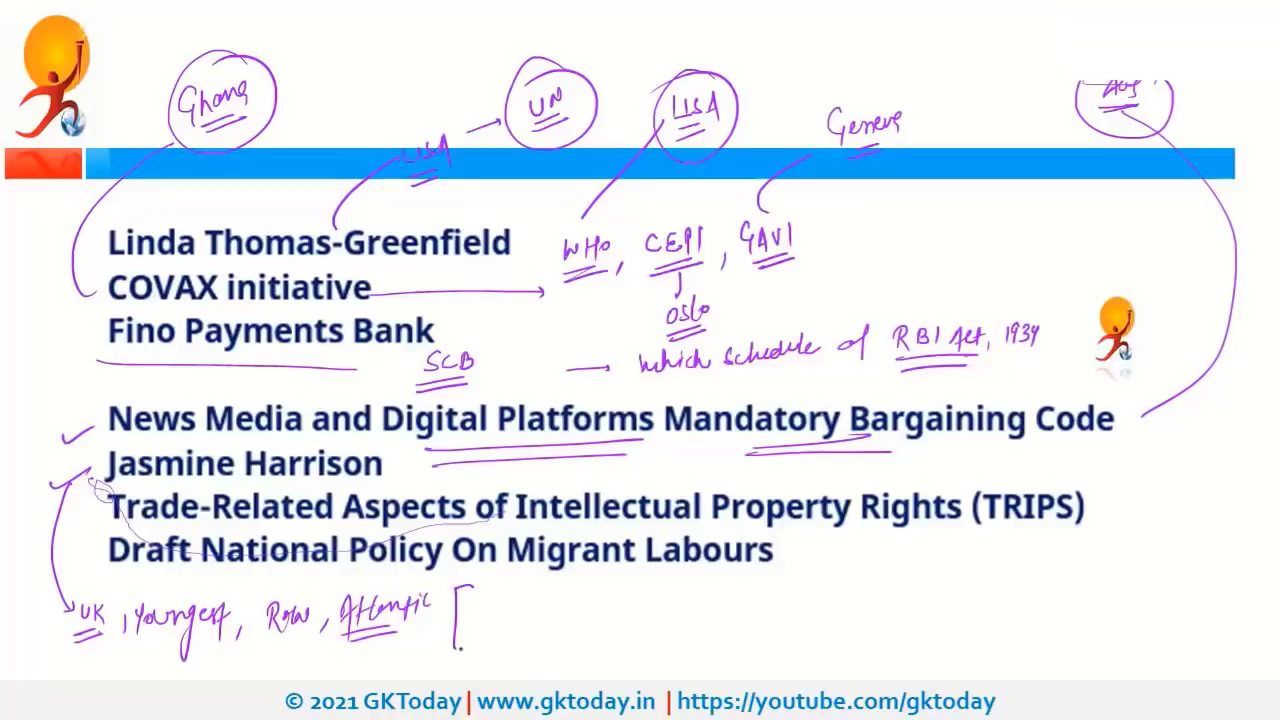 Ghana
UN
USA
Aus
Geneva
USA
Linda Thomas-Greenfield
WHO, CEPI, GAVI
COVAX initiative
Oslo
Fino Payments Bank
SCB
which schedule of RBI Act, 1934
News Media and Digital Platforms Mandatory Bargaining Code
Jasmine Harrison
Trade-Related Aspects of Intellectual Property Rights (TRIPS)
Draft National Policy On Migrant Labours
UK, Youngest, Row, Atlantic [
© 2021 GKToday | www.gktoday.in | https://youtube.com/gktoday